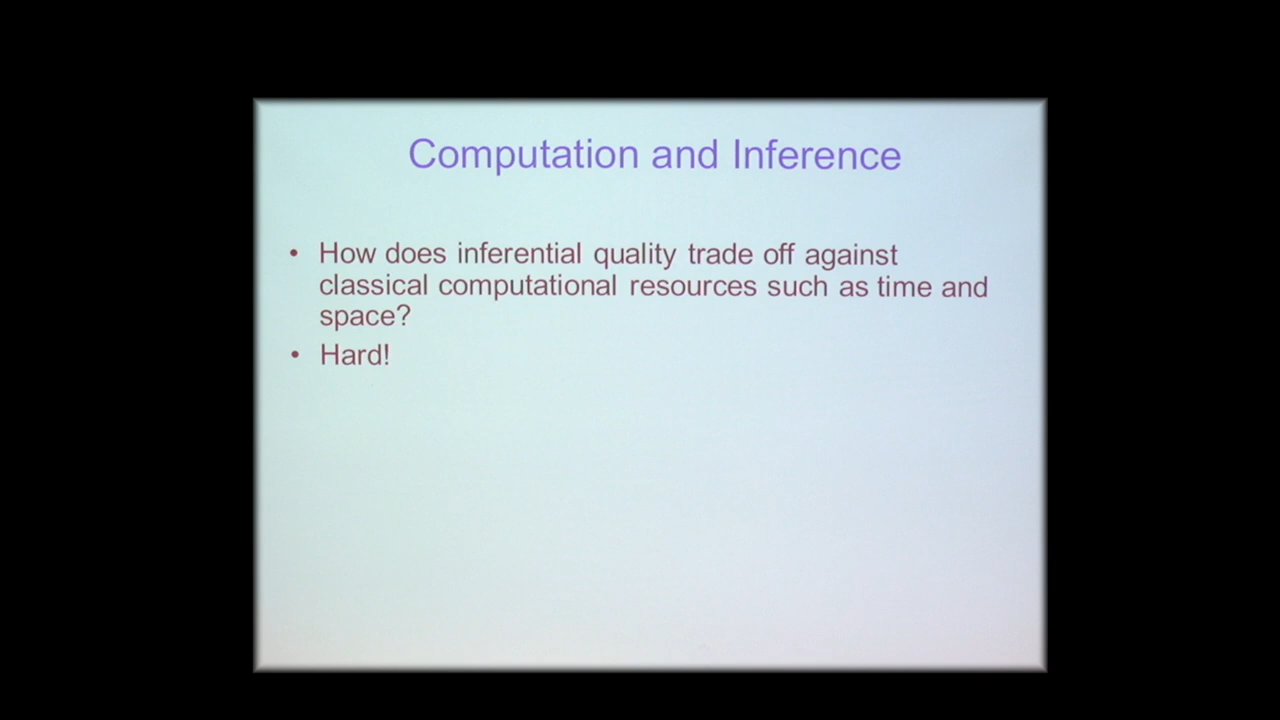 Computation and Inference
• How does inferential quality trade off against
classical computational resources such as time and
space?
• Hard!